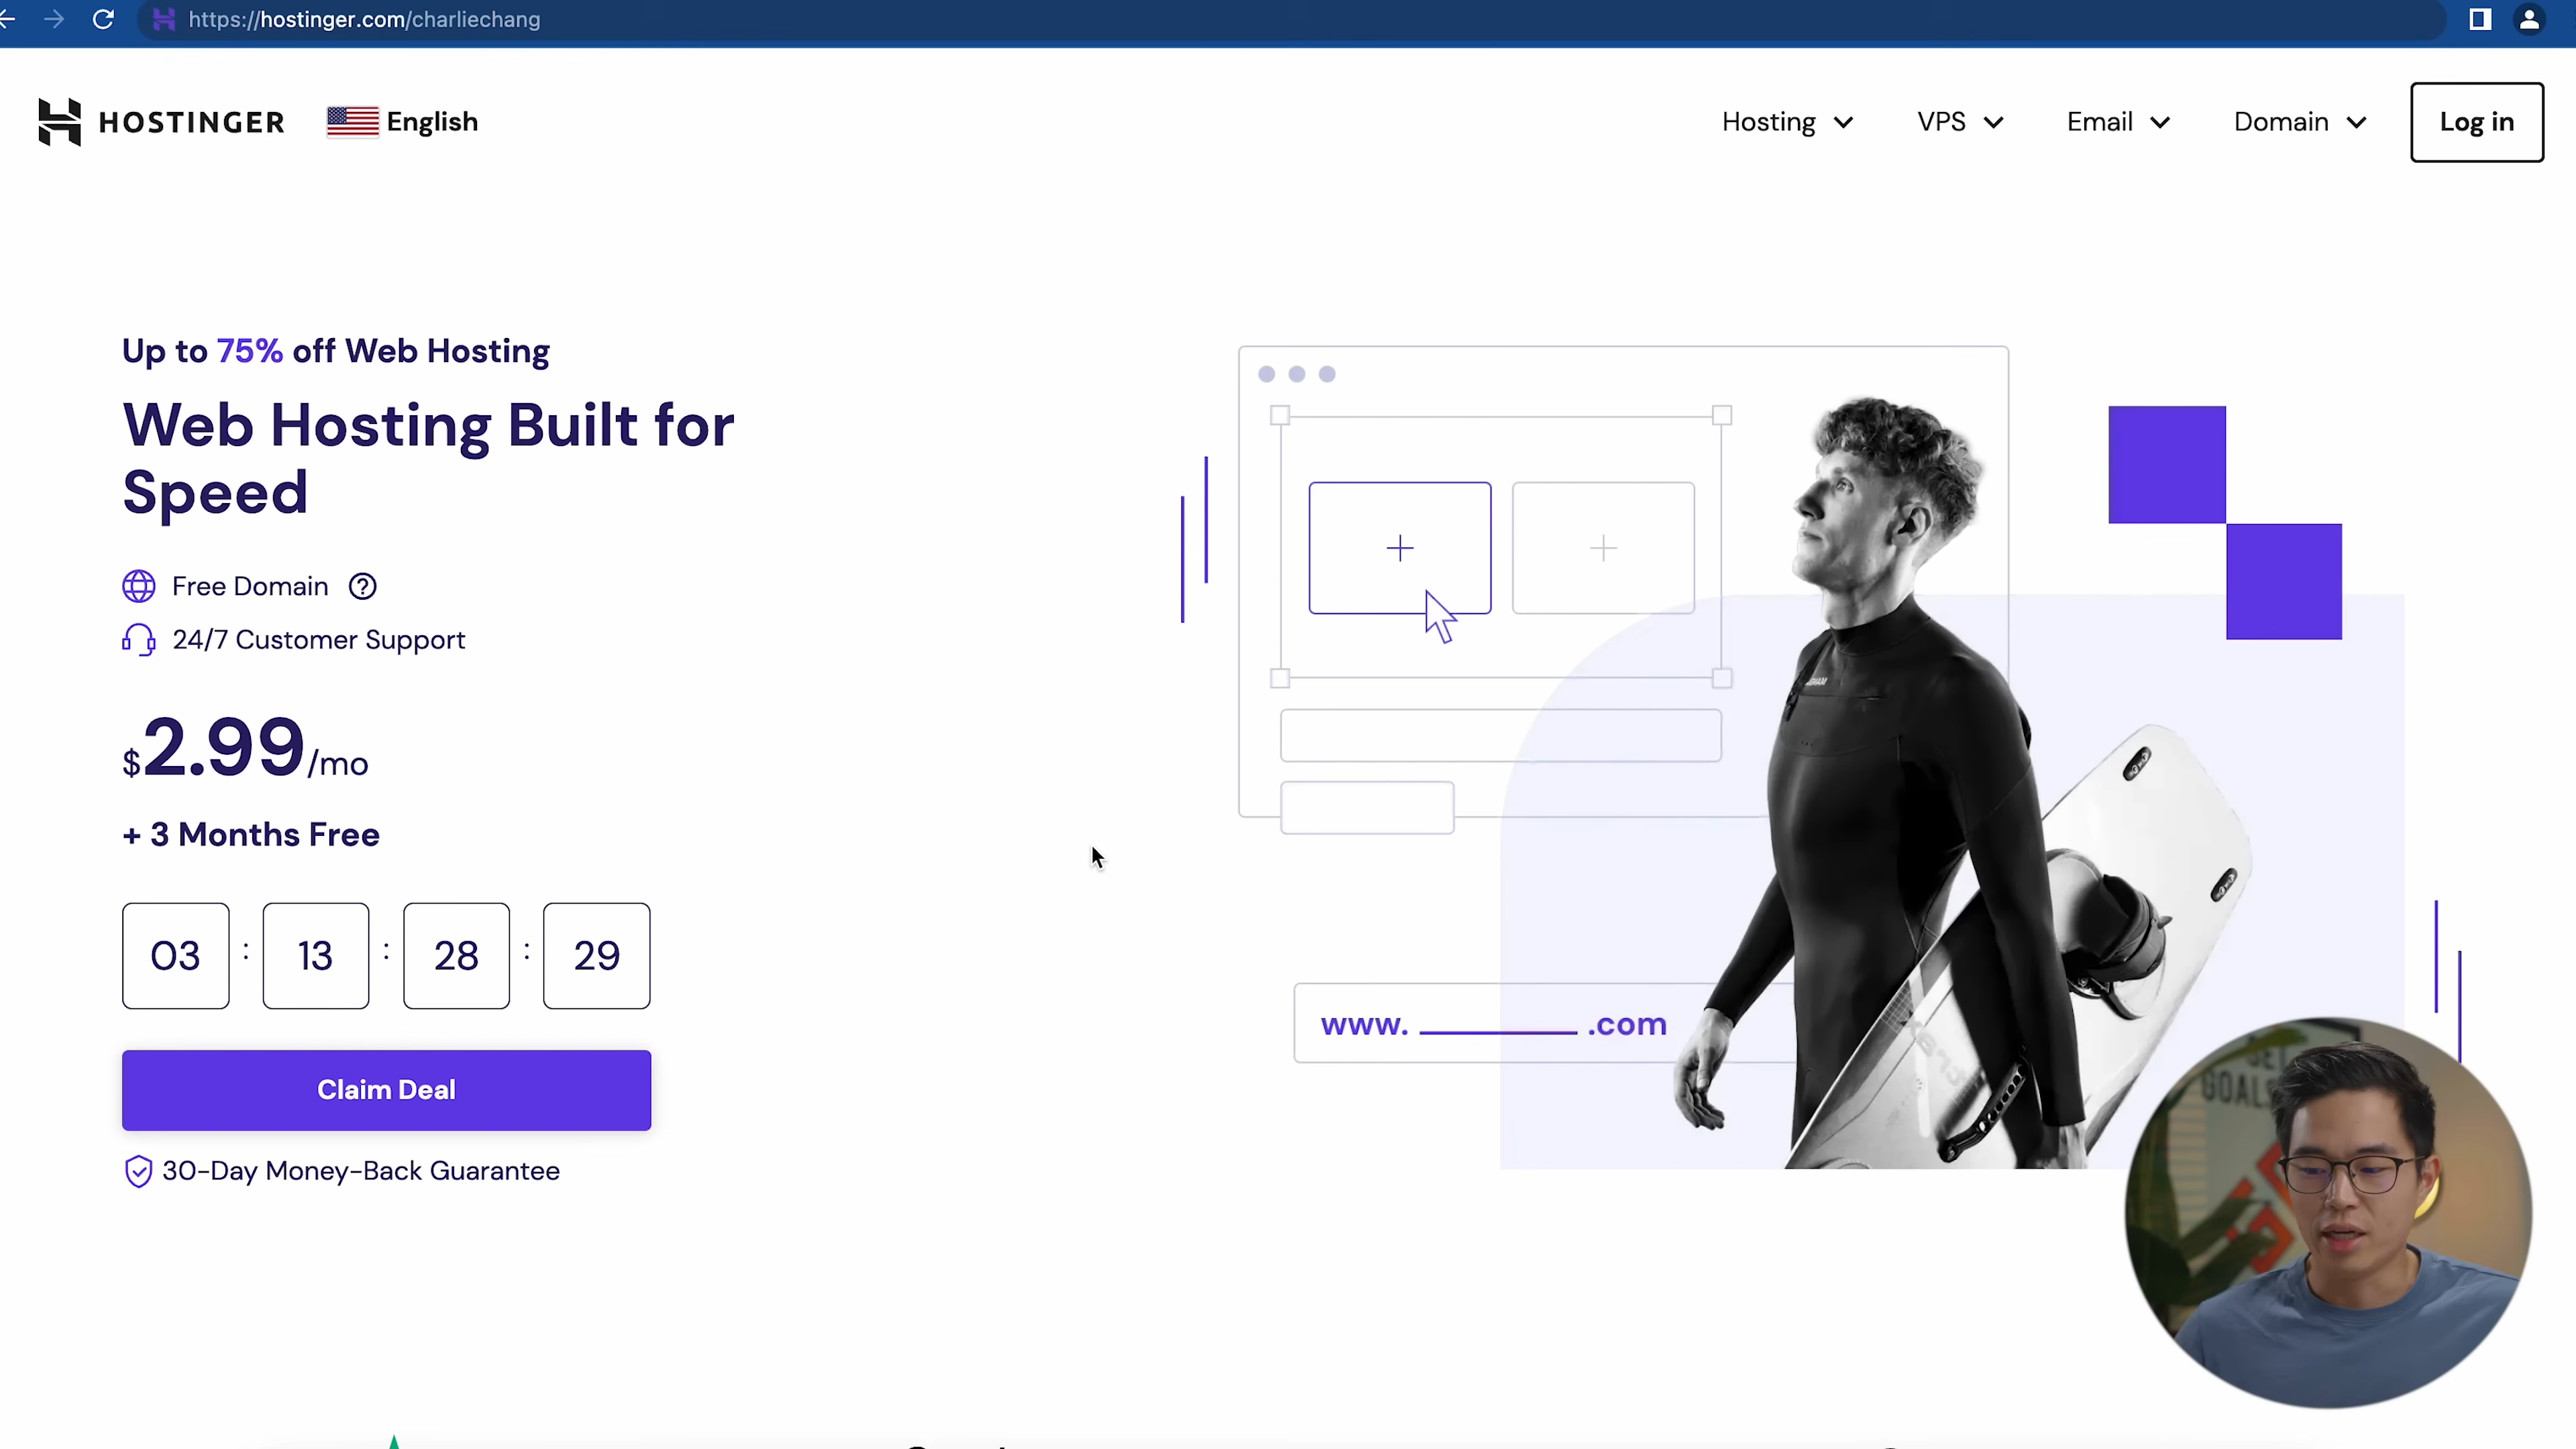 https://hostinger.com/charliechang
HOSTINGER English Hosting VPS Email Domain Log in
Up to 75% off Web Hosting
Web Hosting Built for
Speed
Free Domain ?
24/7 Customer Support
$2.99/mo
+ 3 Months Free
03 : 13 : 28 : 29
Claim Deal
30-Day Money-Back Guarantee
www. .com
GOALS